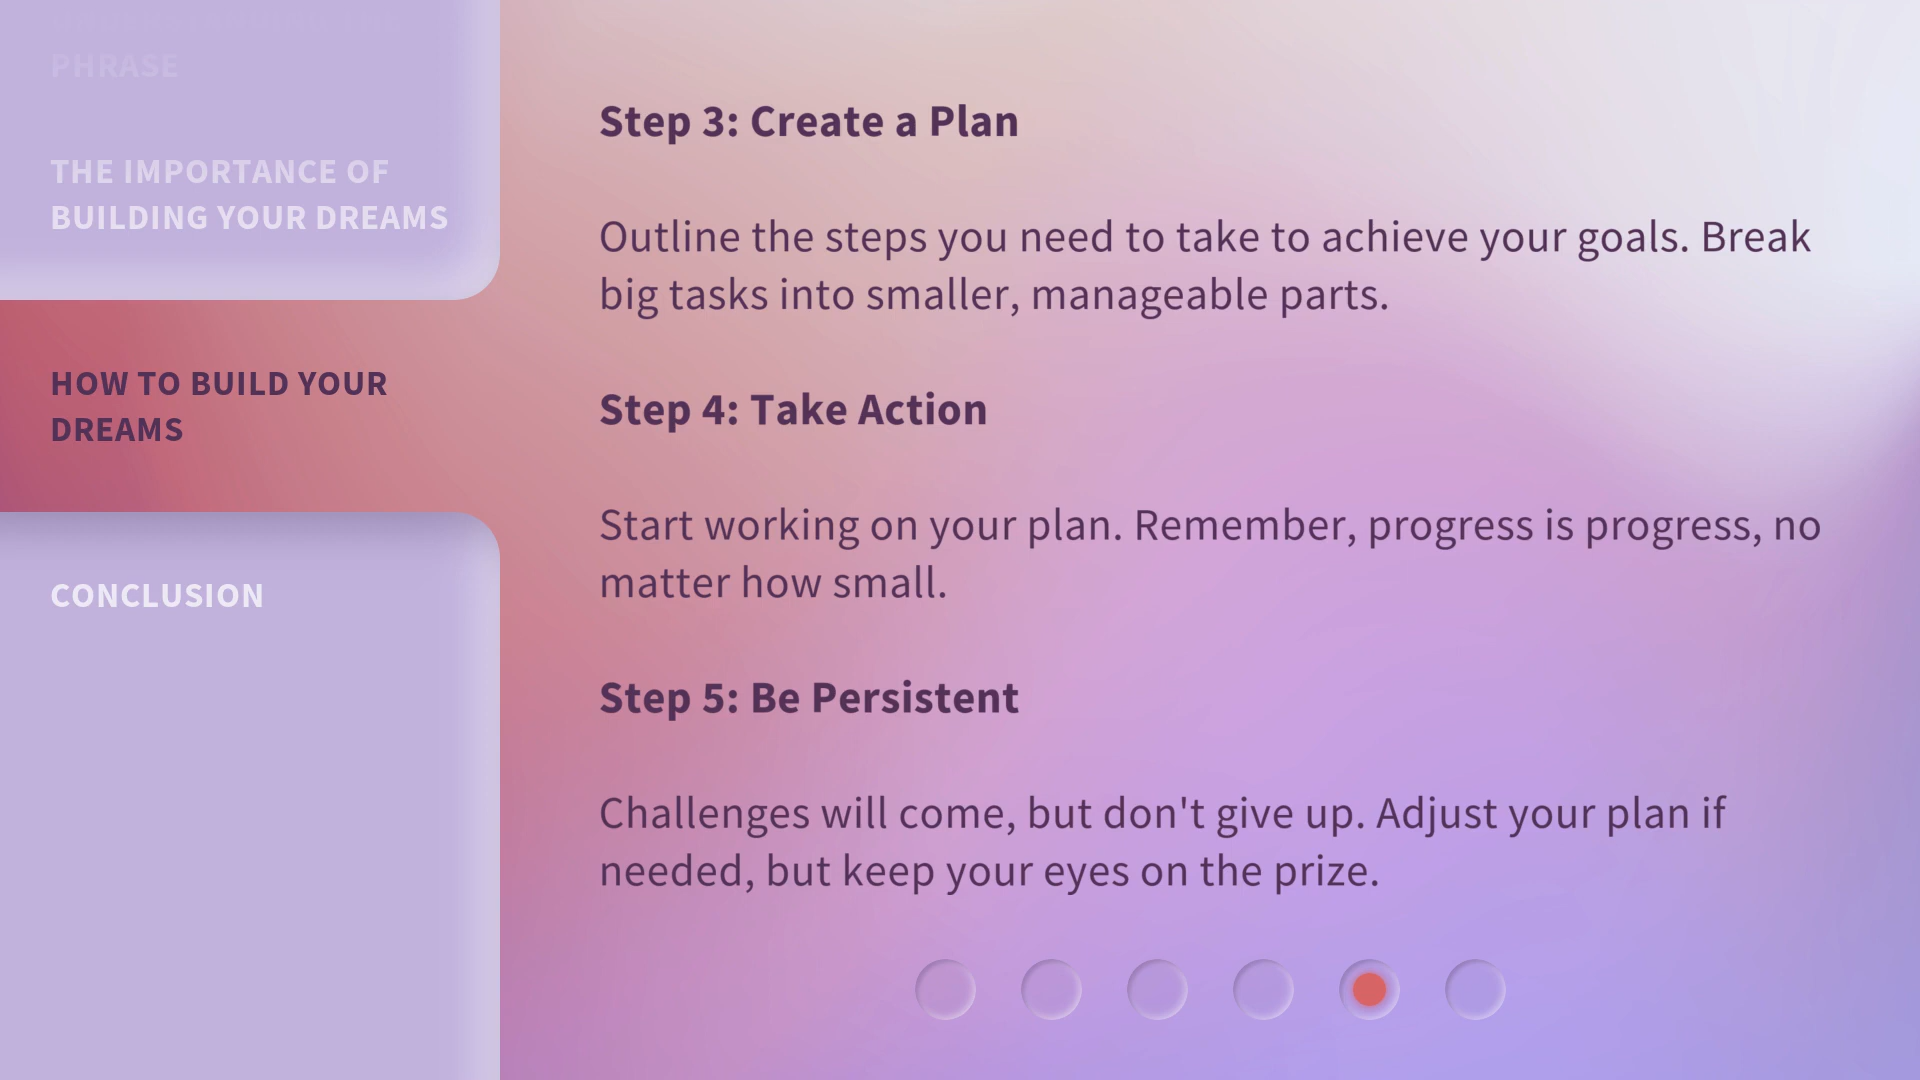 PHRASE
THE IMPORTANCE OF
BUILDING YOUR DREAMS
HOW TO BUILD YOUR
DREAMS
CONCLUSION
Step 3: Create a Plan
Outline the steps you need to take to achieve your goals. Break
big tasks into smaller, manageable parts.
Step 4: Take Action
Start working on your plan. Remember, progress is progress, no
matter how small.
Step 5: Be Persistent
Challenges will come, but don't give up. Adjust your plan if
needed, but keep your eyes on the prize.